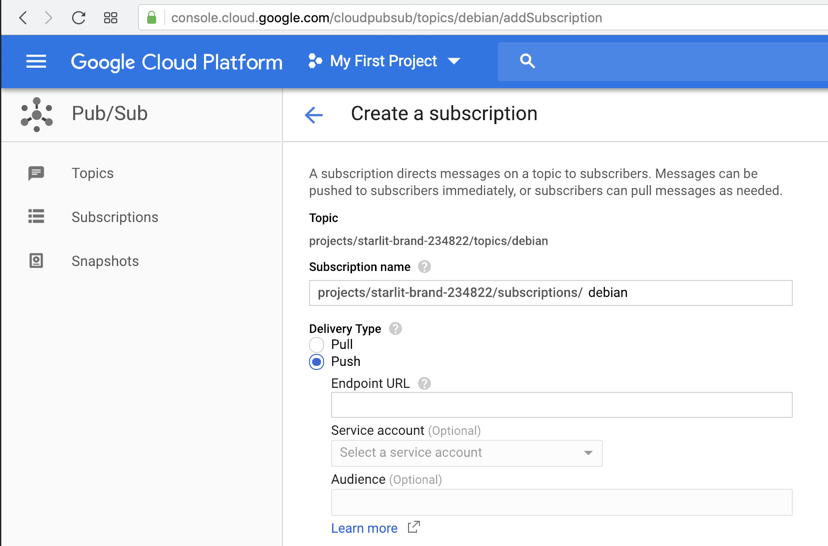 console.cloud.google.com/cloudpubsub/topics/debian/addSubscription
Google Cloud Platform My First Project
Pub/Sub
Create a subscription
Topics
Subscriptions
Snapshots
A subscription directs messages on a topic to subscribers. Messages can be
pushed to subscribers immediately, or subscribers can pull messages as needed.
Topic
projects/starlit-brand-234822/topics/debian
Subscription name ?
projects/starlit-brand-234822/subscriptions/ debian
Delivery Type ?
Pull
Push
Endpoint URL ?
Service account (Optional)
Select a service account
Audience (Optional)
Learn more